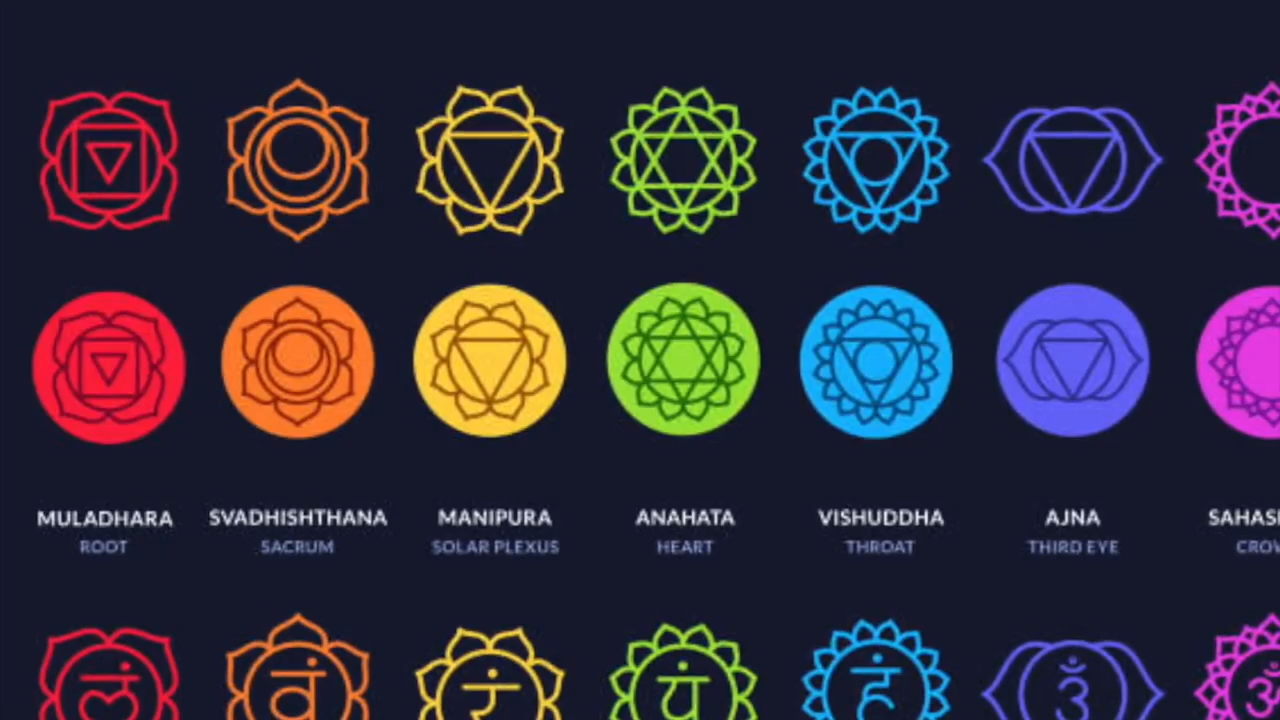 MULADHARA SVADHISHTHANA MANIPURA ANAHATA VISHUDDHA AJNA
ROOT SACRUM SOLAR PLEXUS HEART THROAT THIRD EYE
लं वं रं यं हं ॐ ॐ